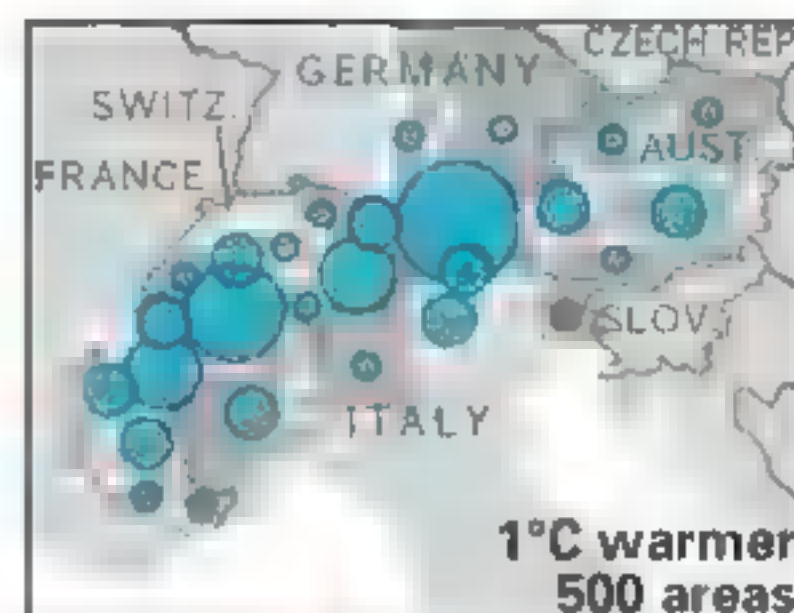 CZECH REP
GERMANY
SWITZ.
AUST
FRANCE
SLOV.
ITALY
1°C warmer
500 areas